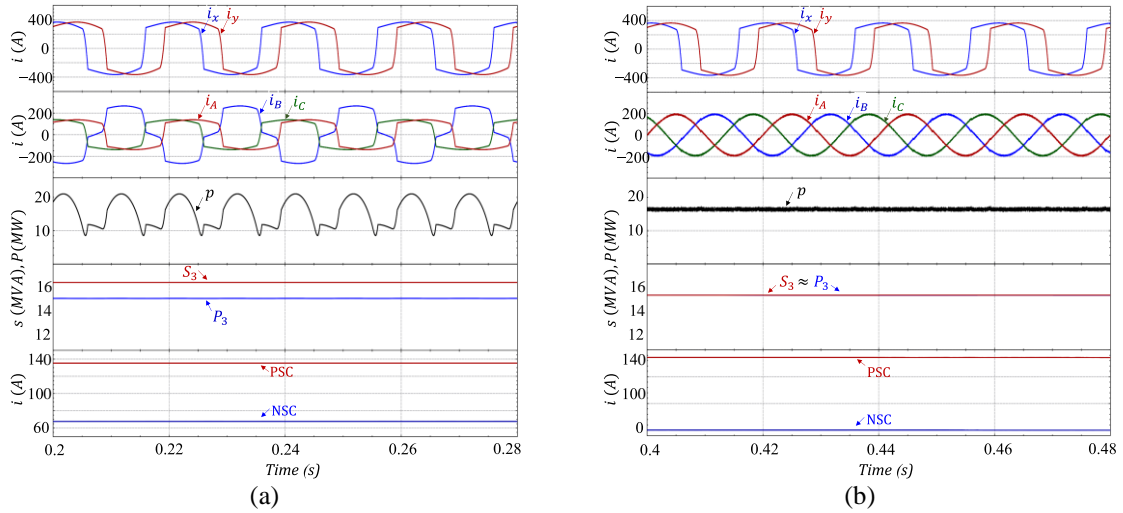 400
0
−400
i (A)
i_x
i_y
200
0
−200
i (A)
i_A
i_B
i_C
20
10
p
s (MVA), P(MW)
16
14
12
S_3
P_3
140
100
60
i (A)
PSC
NSC
0.2
0.22
0.24
0.26
0.28
Time (s)
(a)
400
0
−400
i (A)
i_x
i_y
200
0
−200
i (A)
i_A
i_B
i_C
20
10
p
s (MVA), P(MW)
16
14
12
S_3 ≈ P_3
140
100
0
i (A)
PSC
NSC
0.4
0.42
0.44
0.46
0.48
Time (s)
(b)